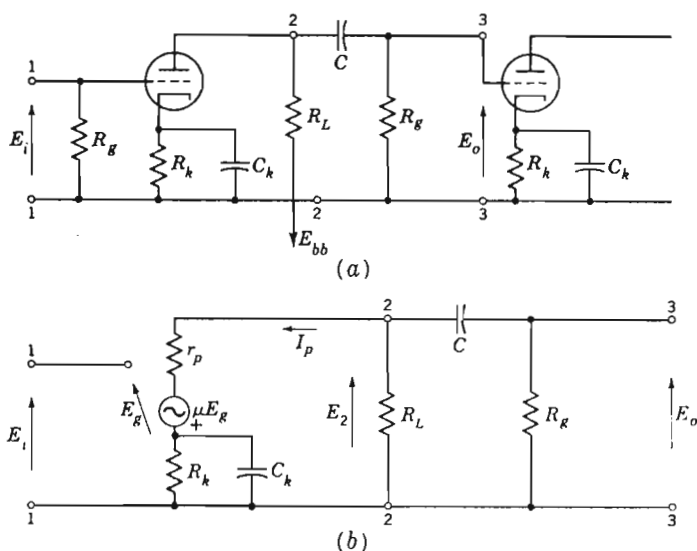 2
3
C
1
E_i
R_g
R_k
C_k
R_L
R_g
E_o
R_k
C_k
1
2
3
E_bb
(a)
2
3
1
r_p
I_p
C
E_i
E_g
μE_g
+
E_2
R_L
R_g
E_o
R_k
C_k
1
2
3
(b)